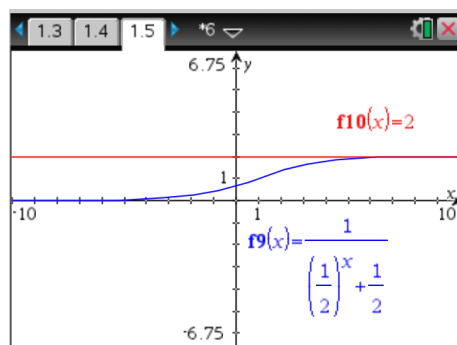 1.3 1.4 1.5 *6
6.75 y
f10(x)=2
1
x
-10 1 10
f9(x)=1/((1/2)^x+1/2)
-6.75